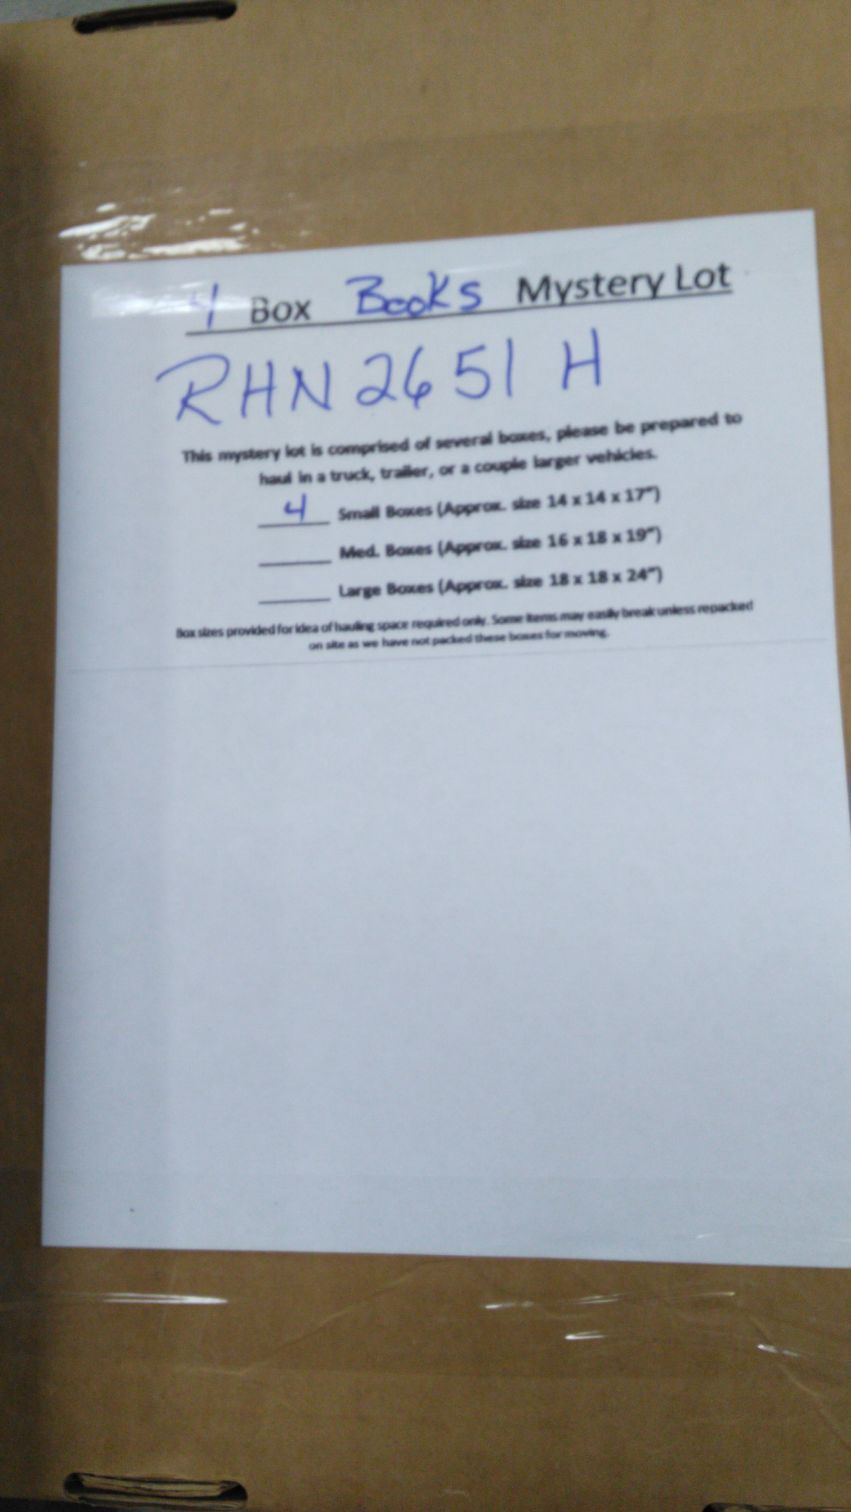 4 Box Books Mystery Lot
RHN 2651 H
This mystery lot is comprised of several boxes, please be prepared to
haul in a truck, trailer, or a couple larger vehicles.
4 Small Boxes (Approx. size 14 x 14 x 17")
______ Med. Boxes (Approx. size 16 x 18 x 19")
______ Large Boxes (Approx. size 18 x 18 x 24")
Box sizes provided for idea of hauling space required only. Some items may easily break unless repacked
on site as we have not packed these boxes for moving.